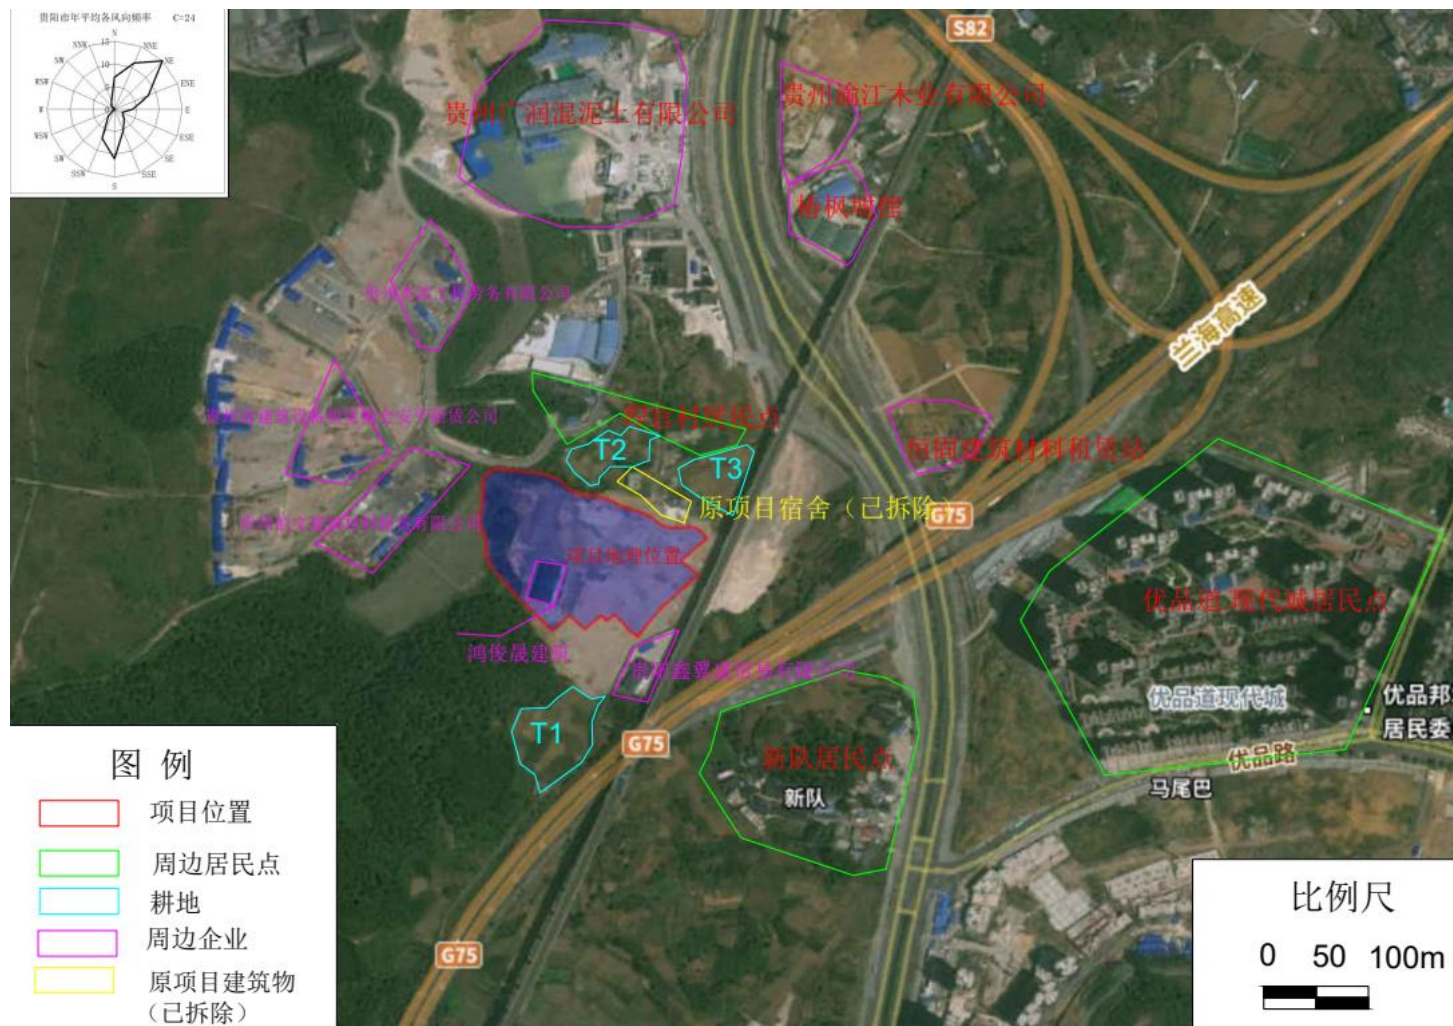 贵阳市年平均各风向频率 C=24
N
NNW
NNE
15
NW
NE
10
WSW
ENE
5
W
E
WSW
ESE
SW
SE
SSW
SSE
S
S82
贵州广润混泥土有限公司
贵州渝江木业有限公司
兰海高速
T2
T3
恒固建筑材料租赁站
原项目宿舍（已拆除）
G75
项目地理位置
优品道 现代城居民点
鸿俊晟建
优品道现代城
优品邦
居民委
T1
G75
优品路
新队居民点
马尾巴
新队
G75
图 例
项目位置
周边居民点
耕地
周边企业
原项目建筑物
（已拆除）
比例尺
0 50 100m